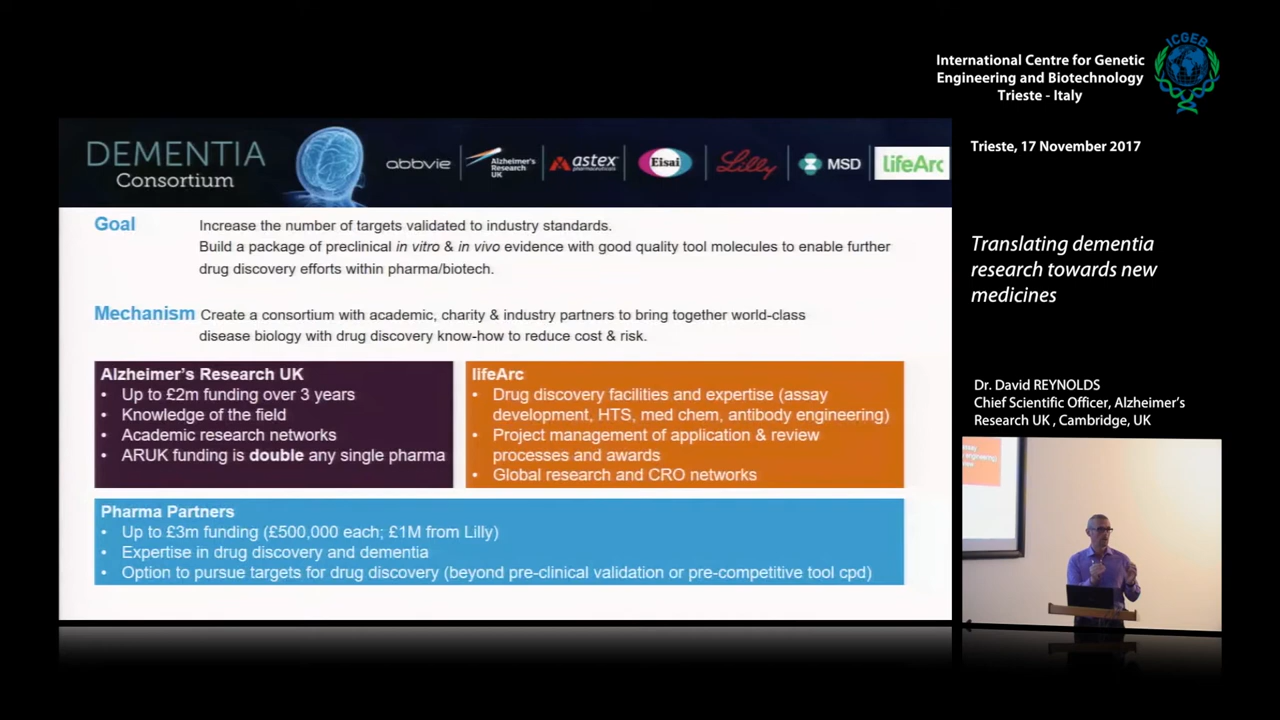 International Centre for Genetic
Engineering and Biotechnology
Trieste - Italy
ICGEB
Trieste, 17 November 2017
DEMENTIA
Consortium
abbvie
Alzheimer's
Research
UK
astex
pharmaceuticals
Eisai
Lilly
MSD
lifeArc
Goal
Increase the number of targets validated to industry standards.
Build a package of preclinical in vitro & in vivo evidence with good quality tool molecules to enable further
drug discovery efforts within pharma/biotech.
Mechanism Create a consortium with academic, charity & industry partners to bring together world-class
disease biology with drug discovery know-how to reduce cost & risk.
Alzheimer's Research UK
• Up to £2m funding over 3 years
• Knowledge of the field
• Academic research networks
• ARUK funding is double any single pharma
lifeArc
• Drug discovery facilities and expertise (assay
development, HTS, med chem, antibody engineering)
• Project management of application & review
processes and awards
• Global research and CRO networks
Pharma Partners
• Up to £3m funding (£500,000 each; £1M from Lilly)
• Expertise in drug discovery and dementia
• Option to pursue targets for drug discovery (beyond pre-clinical validation or pre-competitive tool cpd)
Translating dementia
research towards new
medicines
Dr. David REYNOLDS
Chief Scientific Officer, Alzheimer's
Research UK , Cambridge, UK